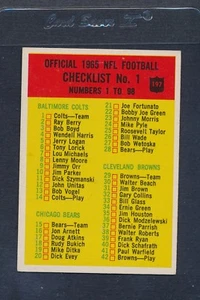 OFFICIAL 1965 NFL FOOTBALL
CHECKLIST No. 1
NUMBERS 1 TO 98
BALTIMORE COLTS
1 Team
2 Ray Berry
3 Bob Boyd
4 Wendell Harris
5 Jerry Logan
6 Tony Lorick
7 Lou Michaels
8 Lenny Moore
9 Jimmy Orr
10 Jim Parker
11 Dick Szymanski
12 John Unitas
13 Bob Vogel
14 Play
CHICAGO BEARS
15 Team
16 Jon Arnett
17 Doug Atkins
18 Rudy Bukich
19 Mike Ditka
20 Dick Evey
21 Joe Fortunato
22 Bobby Joe Green
23 Johnny Morris
24 Mike Pyle
25 Roosevelt Taylor
26 Bill Wade
27 Bob Wetoska
28 Bears—Play
CLEVELAND BROWNS
29 Team
30 Walter Beach
31 Jim Brown
32 Gary Collins
33 Bill Glass
34 Ernie Green
35 Jim Houston
36 Dick Modzelewski
37 Bernie Parrish
38 Walter Roberts
39 Frank Ryan
40 Dick Schafrath
41 Paul Warfield
42 Browns—Play